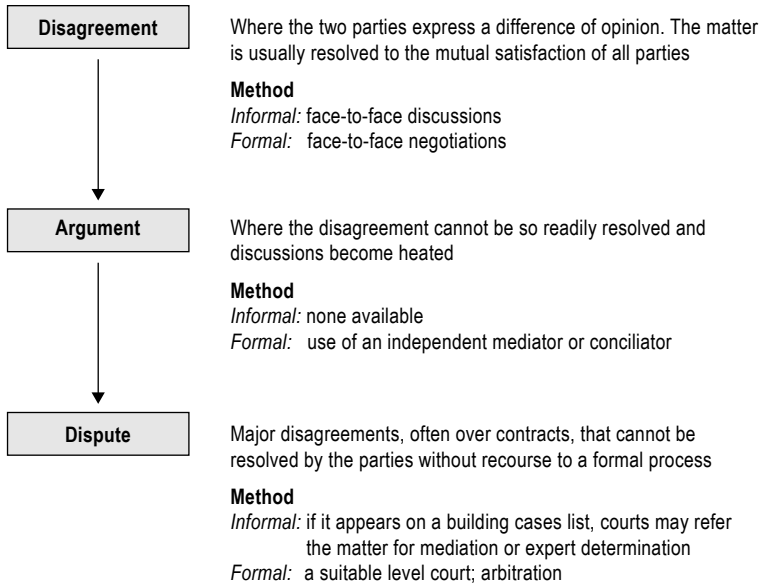 Disagreement
Where the two parties express a difference of opinion. The matter
is usually resolved to the mutual satisfaction of all parties
Method
Informal: face-to-face discussions
Formal: face-to-face negotiations
Argument
Where the disagreement cannot be so readily resolved and
discussions become heated
Method
Informal: none available
Formal: use of an independent mediator or conciliator
Dispute
Major disagreements, often over contracts, that cannot be
resolved by the parties without recourse to a formal process
Method
Informal: if it appears on a building cases list, courts may refer
the matter for mediation or expert determination
Formal: a suitable level court; arbitration